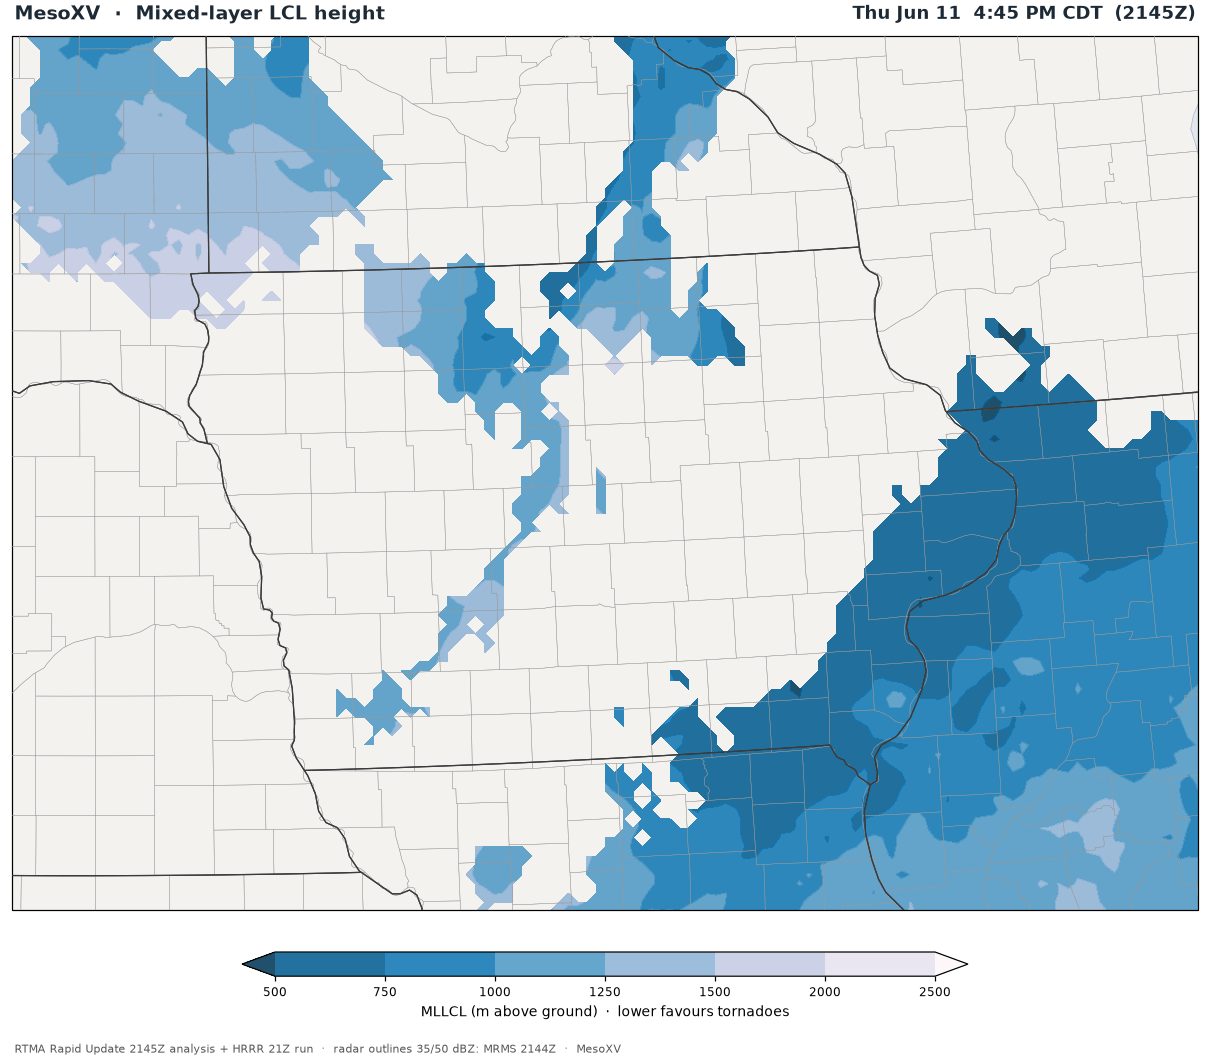 MesoXV · Mixed-layer LCL height
Thu Jun 11 4:45 PM CDT (2145Z)
500 750 1000 1250 1500 2000 2500
MLLCL (m above ground) · lower favours tornadoes
RTMA Rapid Update 2145Z analysis + HRRR 21Z run · radar outlines 35/50 dBZ: MRMS 2144Z · MesoXV